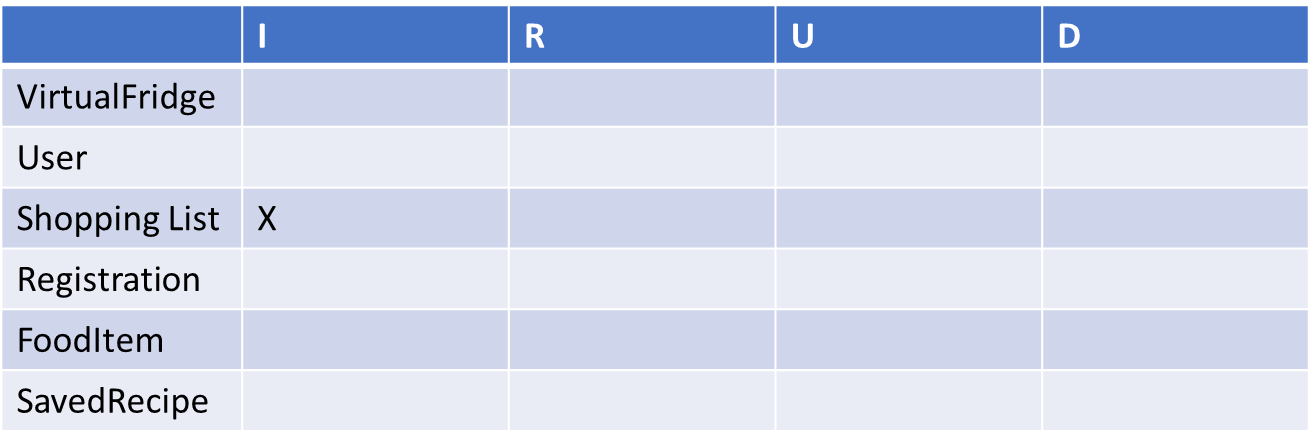 I R U D
VirtualFridge
User
Shopping List X
Registration
FoodItem
SavedRecipe